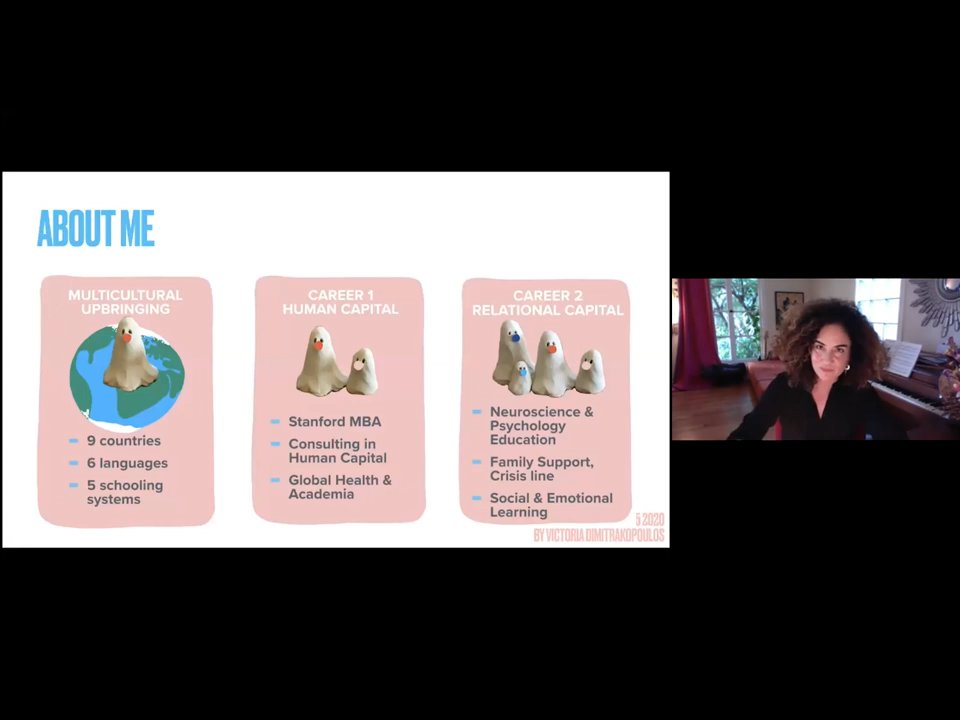 ABOUT ME
MULTICULTURAL
UPBRINGING
9 countries
6 languages
5 schooling
systems
CAREER 1
HUMAN CAPITAL
Stanford MBA
Consulting in
Human Capital
Global Health &
Academia
CAREER 2
RELATIONAL CAPITAL
Neuroscience &
Psychology
Education
Family Support,
Crisis line
Social & Emotional
Learning
5 2020
BY VICTORIA DIMITRAKOPOULOS